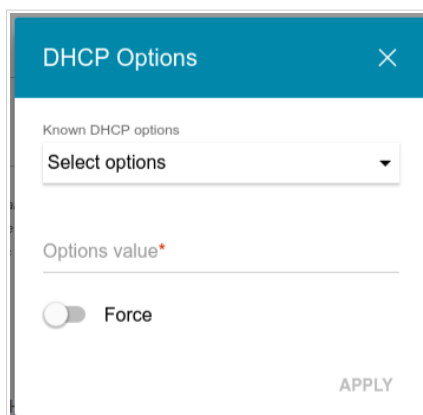 DHCP Options
Known DHCP options
Select options
Options value*
Force
APPLY